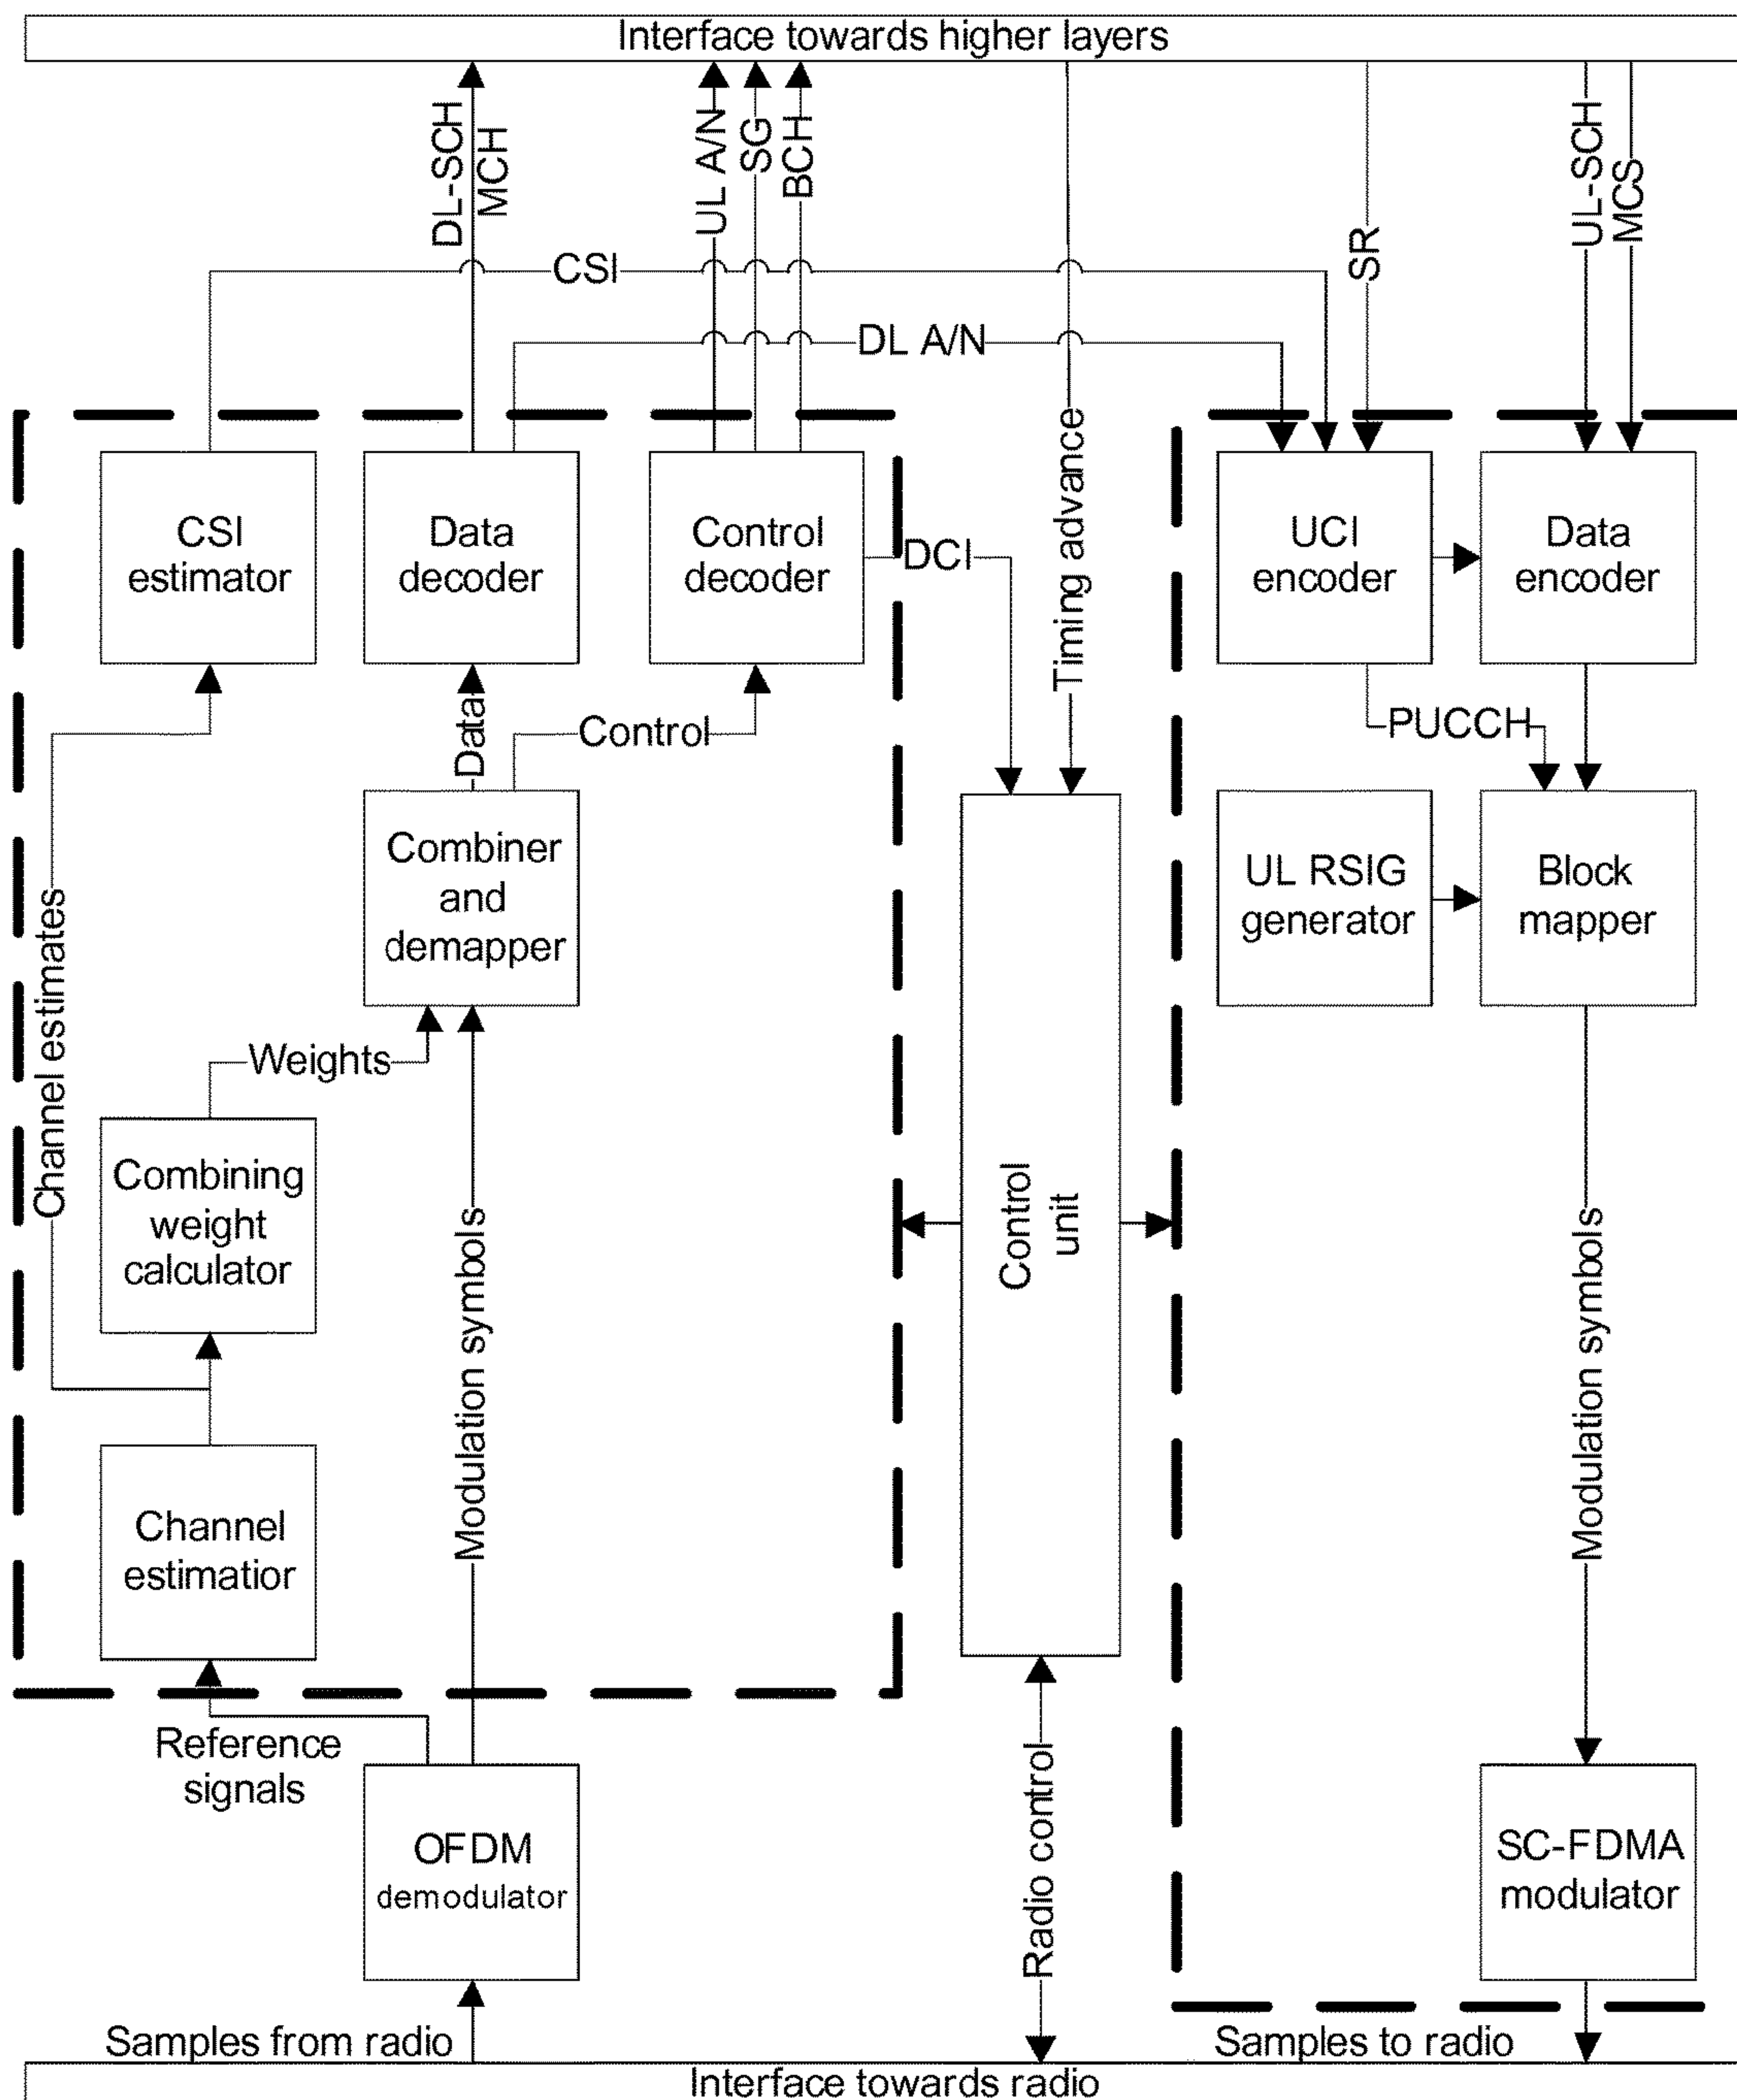 Interface towards higher layers
DL-SCH
MCH
UL A/N
SG
BCH
SR
UL-SCH
MCS
CSI
DL A/N
Timing advance
CSI
estimator
Data
decoder
Control
decoder
DCI
UCI
encoder
Data
encoder
Data
Control
PUCCH
Combiner
and
demapper
UL RSIG
generator
Block
mapper
Channel estimates
Weights
Combining
weight
calculator
Modulation symbols
Control
unit
Modulation symbols
Channel
estimatior
Reference
signals
OFDM
demodulator
Radio control
SC-FDMA
modulator
Samples from radio
Samples to radio
Interface towards radio